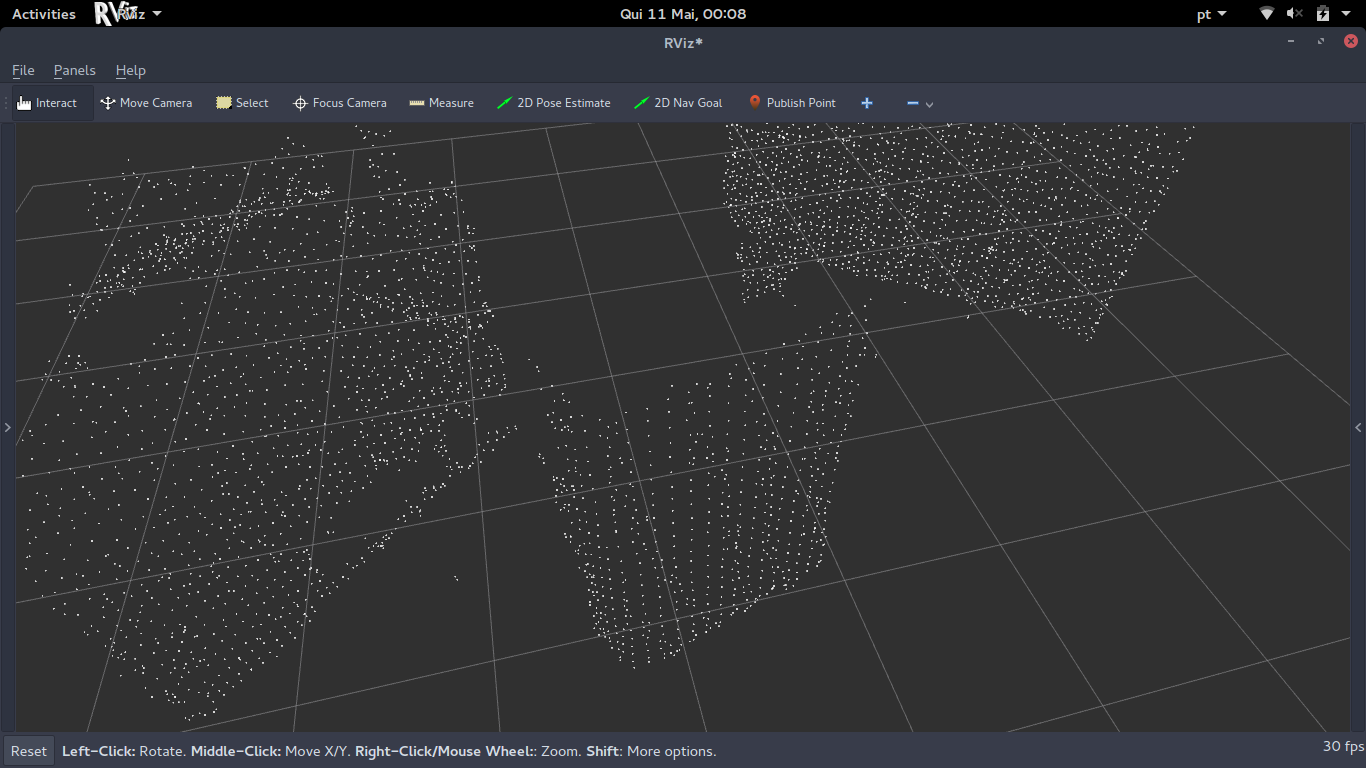 Activities RViz RViz Qui 11 Mai, 00:08 pt
RViz*
File Panels Help
Interact Move Camera Select Focus Camera Measure 2D Pose Estimate 2D Nav Goal Publish Point
Reset Left-Click: Rotate. Middle-Click: Move X/Y. Right-Click/Mouse Wheel:: Zoom. Shift: More options. 30 fps